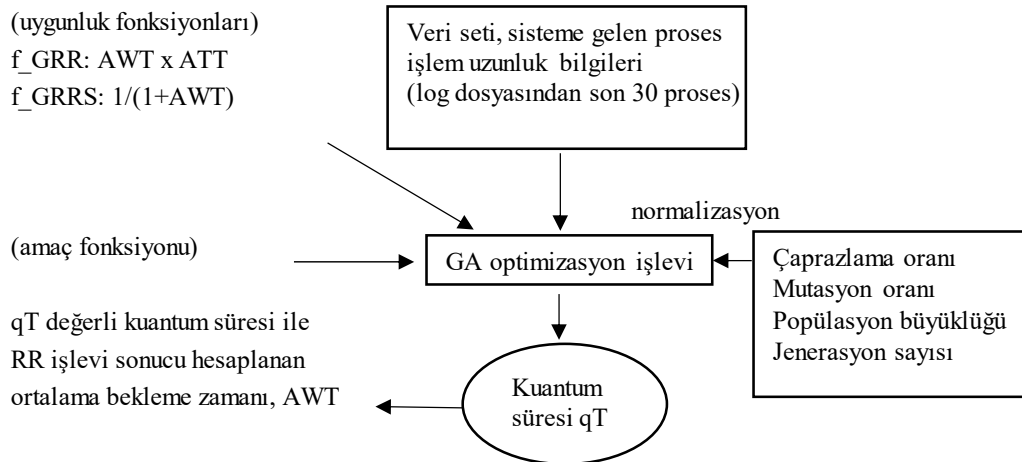 (uygunluk fonksiyonları)
f_GRR: AWT x ATT
f_GRRS: 1/(1+AWT)
Veri seti, sisteme gelen proses
işlem uzunluk bilgileri
(log dosyasından son 30 proses)
normalizasyon
(amaç fonksiyonu)
GA optimizasyon işlevi
Çaprazlama oranı
Mutasyon oranı
Popülasyon büyüklüğü
Jenerasyon sayısı
qT değerli kuantum süresi ile
RR işlevi sonucu hesaplanan
ortalama bekleme zamanı, AWT
Kuantum
süresi qT